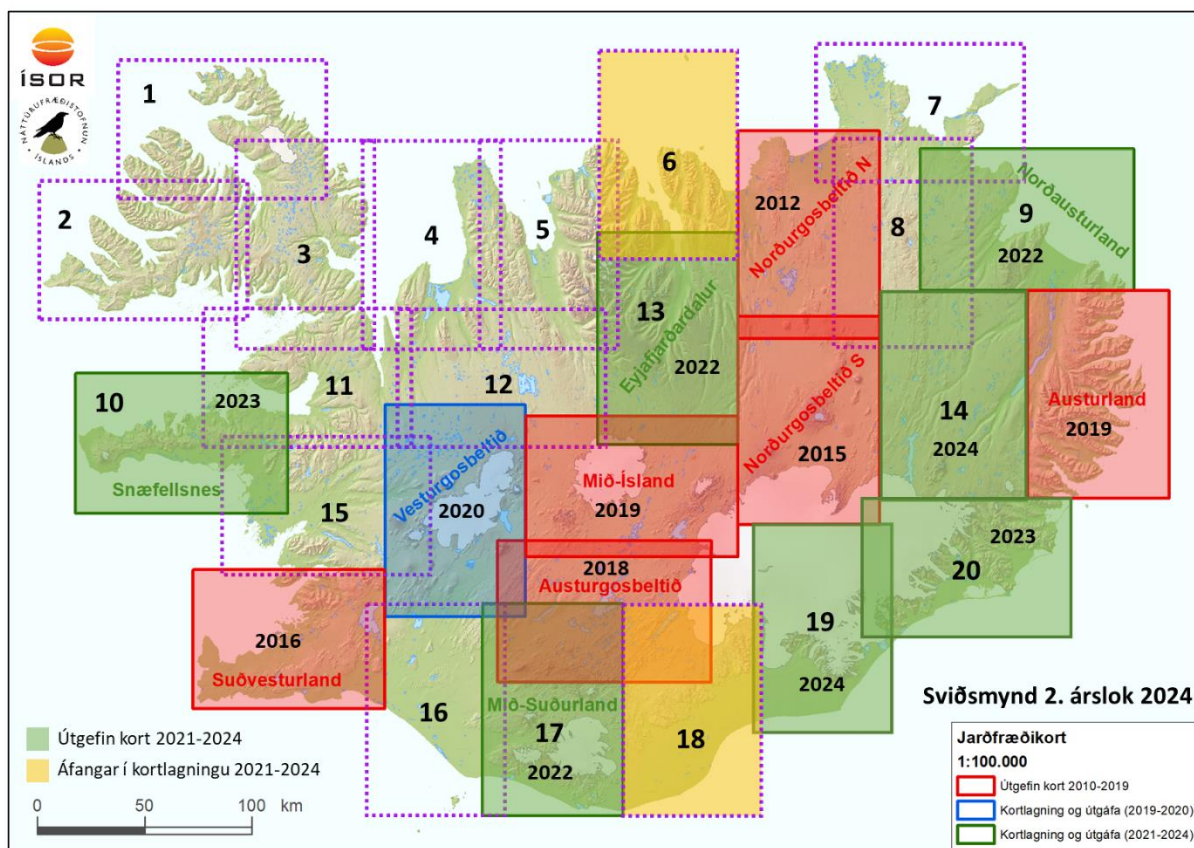 ÍSOR
NÁTTÚRUFRÆÐISTOFNUN
ÍSLANDS
1
2
3
4
5
6
7
8
Norðurgosbeltið N
2012
9
Norðausturland
2022
13
Eyjafjarðardalur
2022
10
2023
Snæfellsnes
11
12
Norðurgosbeltið S
2015
14
2024
Austurland
2019
15
Vesturgosbeltið
2020
Mið-Ísland
2019
2018
Austurgosbeltið
2023
20
2016
Suðvesturland
19
2024
16
Mið-Suðurland
17
2022
18
Sviðsmynd 2. árslok 2024
Útgefin kort 2021-2024
Áfangar í kortlagningu 2021-2024
0 50 100 km
Jarðfræðikort
1:100.000
Útgefin kort 2010-2019
Kortlagning og útgáfa (2019-2020)
Kortlagning og útgáfa (2021-2024)